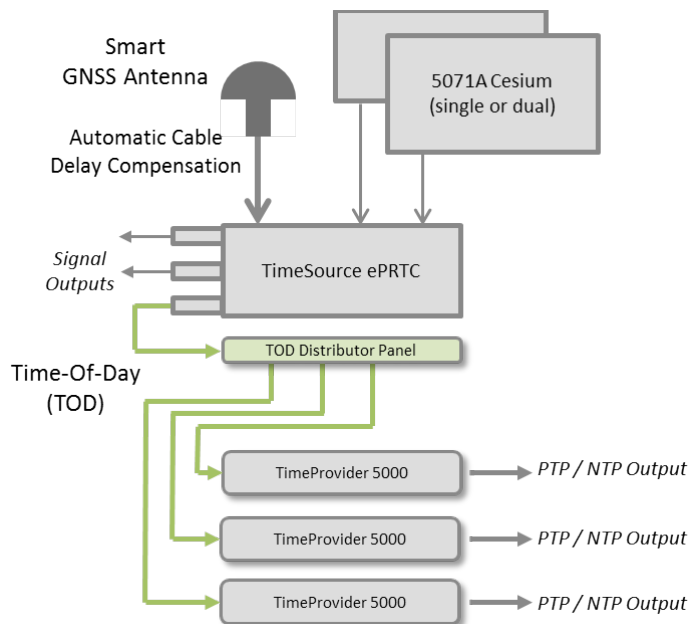 Smart
GNSS Antenna
5071A Cesium
(single or dual)
Automatic Cable
Delay Compensation
TimeSource ePRTC
Signal
Outputs
TOD Distributor Panel
Time-Of-Day
(TOD)
TimeProvider 5000
PTP / NTP Output
TimeProvider 5000
PTP / NTP Output
TimeProvider 5000
PTP / NTP Output